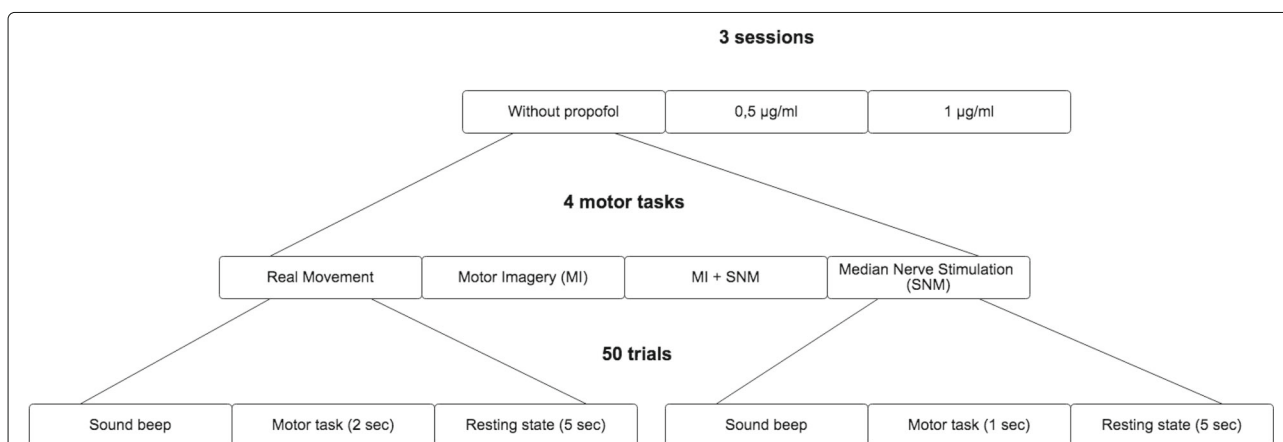 3 sessions
Without propofol
0,5 µg/ml
1 µg/ml
4 motor tasks
Real Movement
Motor Imagery (MI)
MI + SNM
Median Nerve Stimulation
(SNM)
50 trials
Sound beep
Motor task (2 sec)
Resting state (5 sec)
Sound beep
Motor task (1 sec)
Resting state (5 sec)